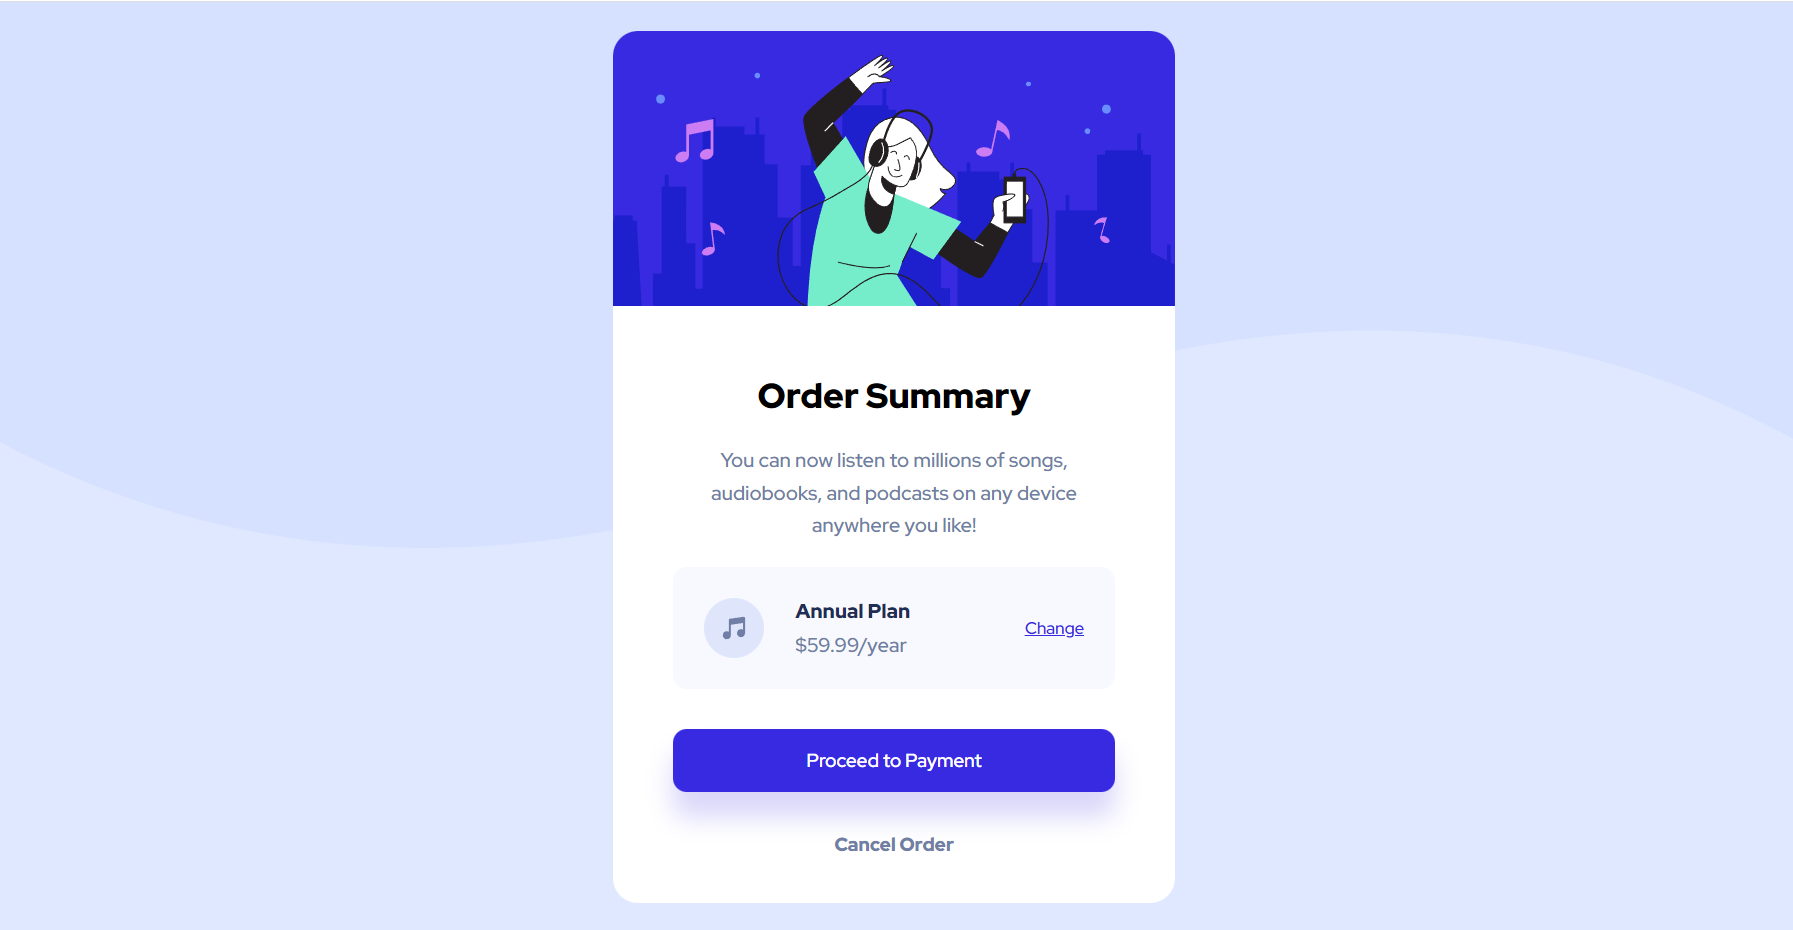 Order Summary
You can now listen to millions of songs,
audiobooks, and podcasts on any device
anywhere you like!
Annual Plan
$59.99/year
Change
Proceed to Payment
Cancel Order